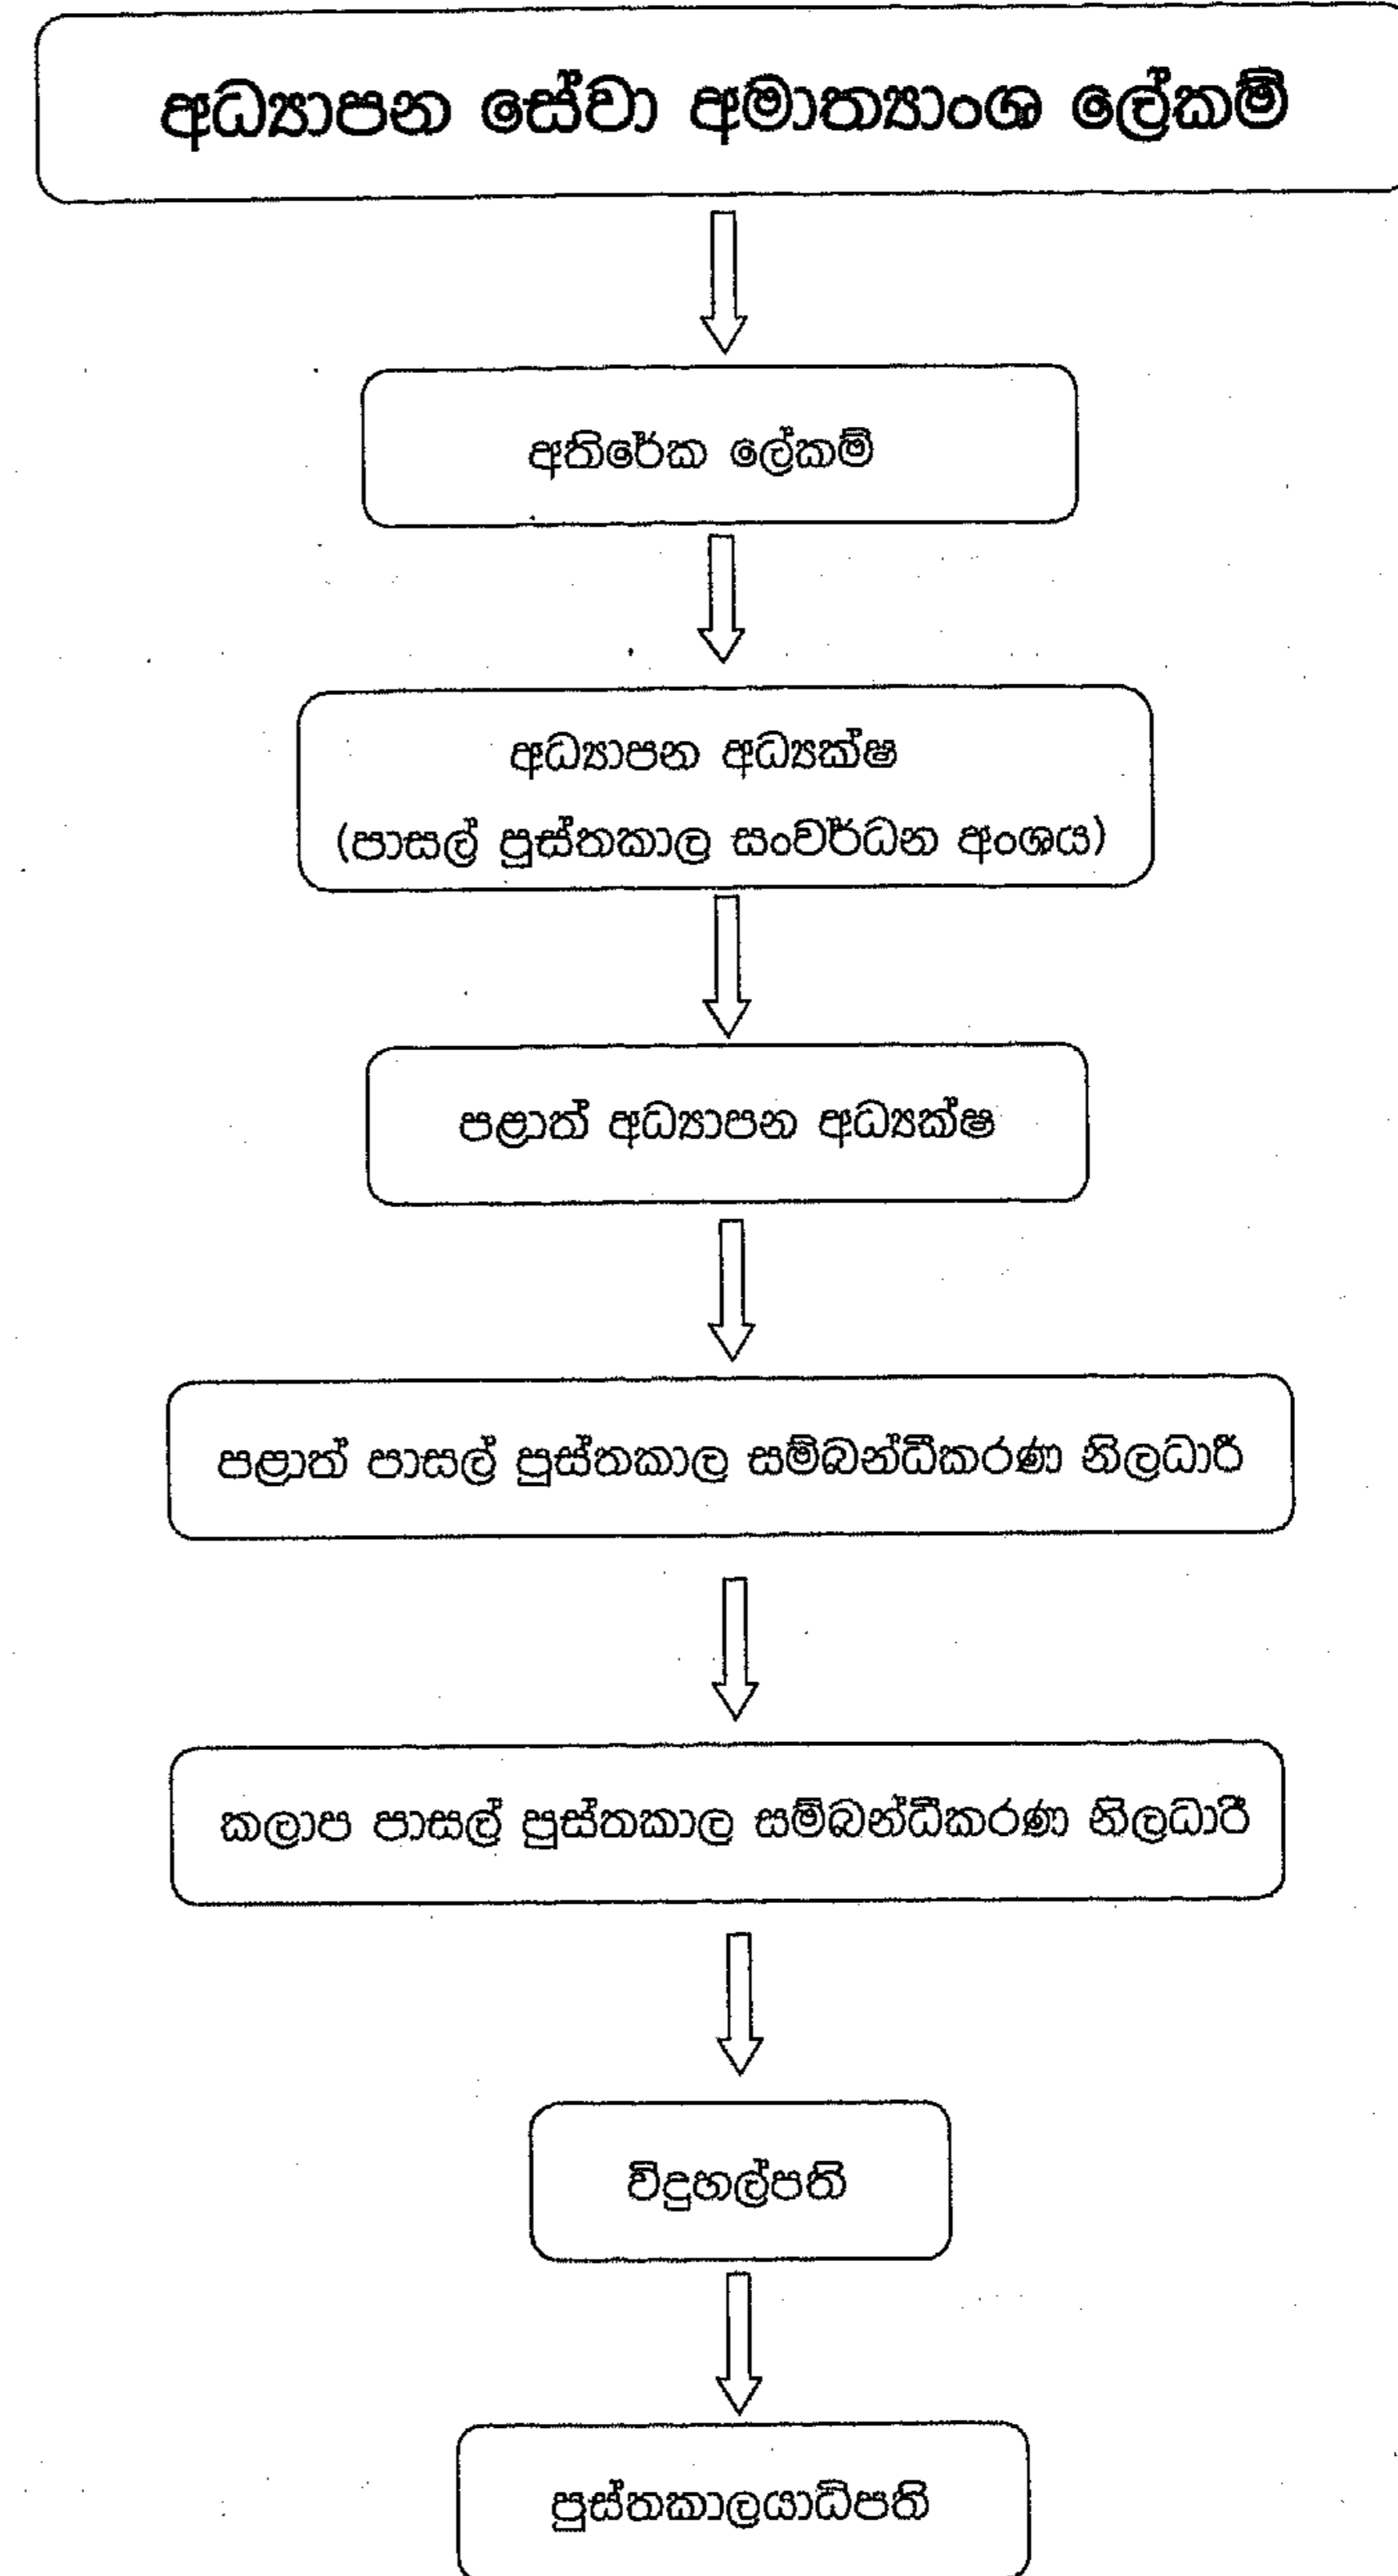 අධ්‍යාපන සේවා අමාත්‍යාංශ ලේකම්
අතිරේක ලේකම්
අධ්‍යාපන අධ්‍යක්ෂ
(පාසල් පුස්තකාල සංවර්ධන අංශය)
පළාත් අධ්‍යාපන අධ්‍යක්ෂ
පළාත් පාසල් පුස්තකාල සම්බන්ධීකරණ නිලධාරී
කලාප පාසල් පුස්තකාල සම්බන්ධීකරණ නිලධාරී
විදුහල්පති
පුස්තකාලයාධිපති